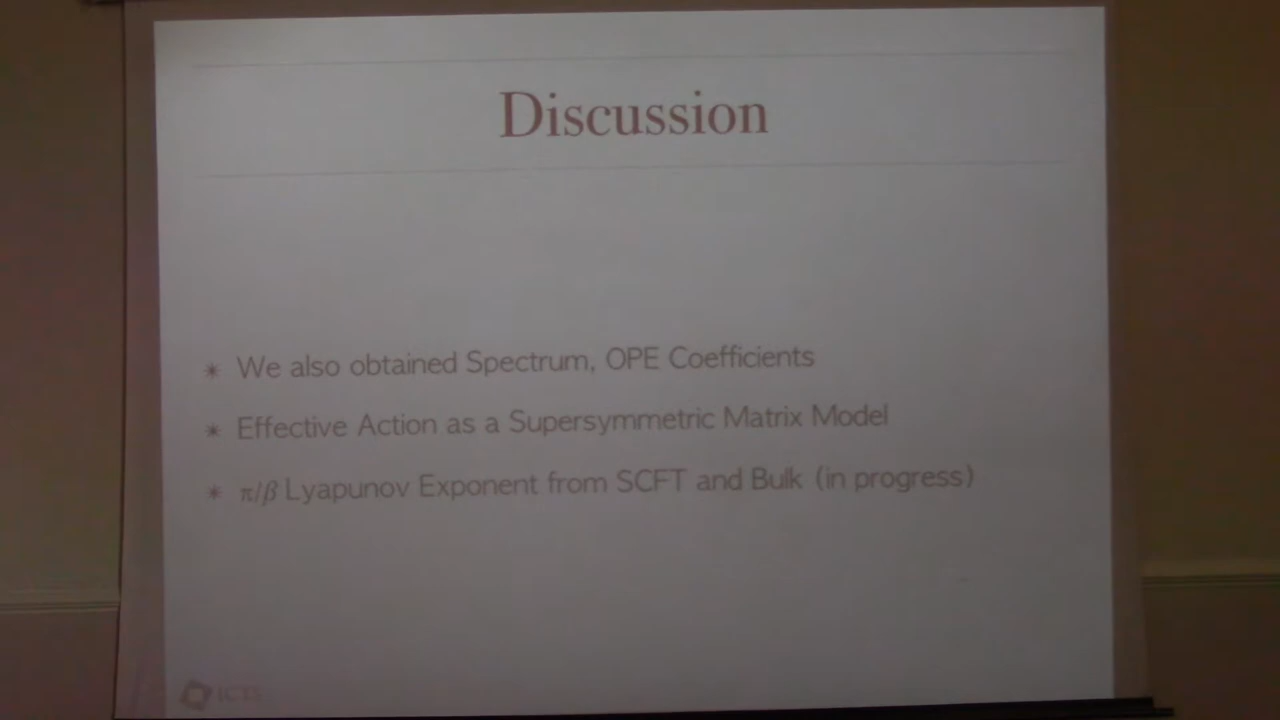 Discussion
* We also obtained Spectrum, OPE Coefficients
* Effective Action as a Supersymmetric Matrix Model
* π/β Lyapunov Exponent from SCFT and Bulk (in progress)
ICTS